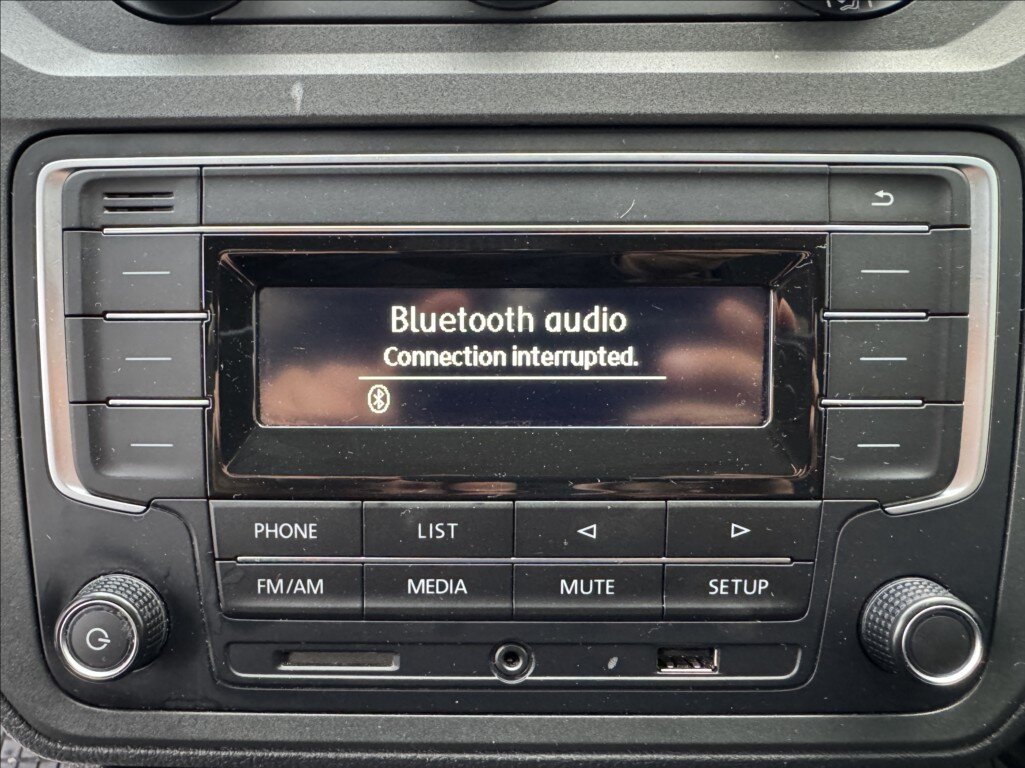 Bluetooth audio
Connection interrupted.
PHONE LIST
FM/AM MEDIA MUTE SETUP